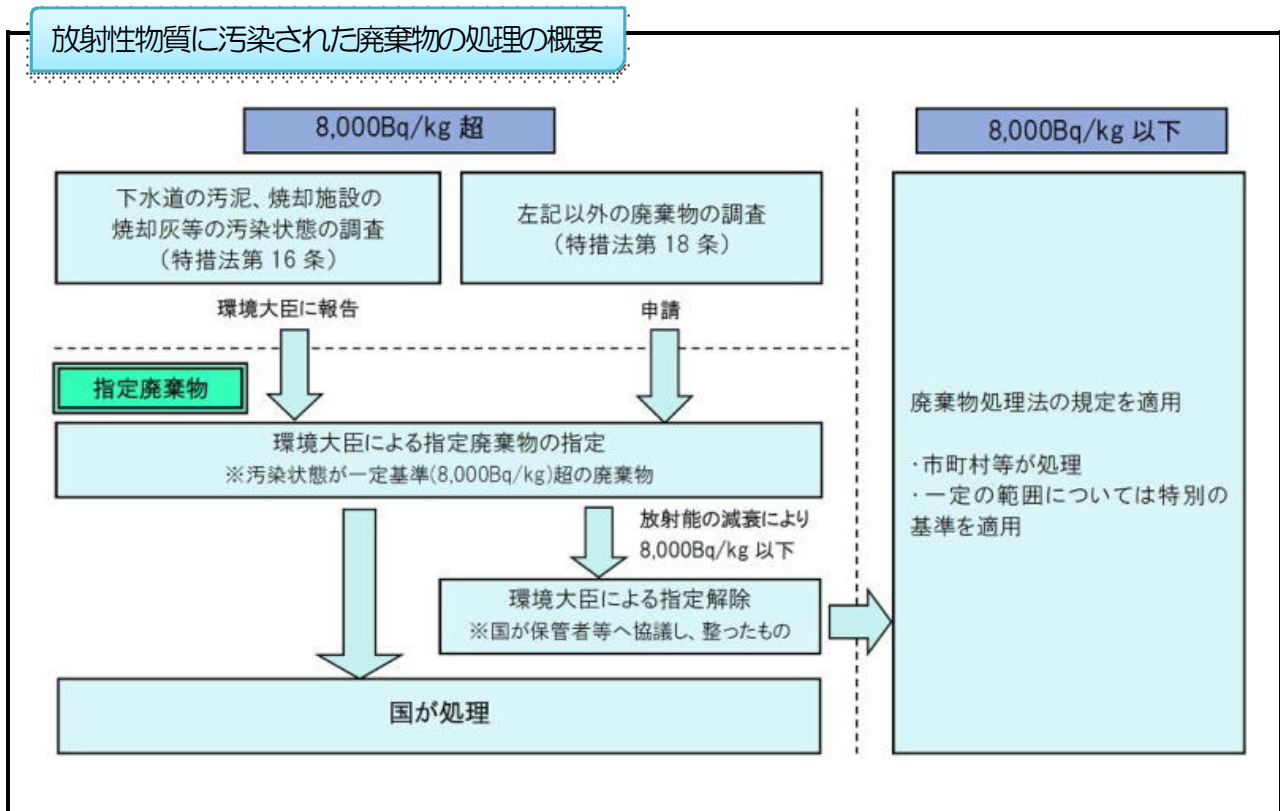 放射性物質に汚染された廃棄物の処理の概要
8,000Bq/kg 超
8,000Bq/kg 以下
下水道の汚泥、焼却施設の
焼却灰等の汚染状態の調査
（特措法第 16 条）
左記以外の廃棄物の調査
（特措法第 18 条）
環境大臣に報告
申請
指定廃棄物
環境大臣による指定廃棄物の指定
※汚染状態が一定基準(8,000Bq/kg)超の廃棄物
放射能の減衰により
8,000Bq/kg 以下
環境大臣による指定解除
※国が保管者等へ協議し、整ったもの
国が処理
廃棄物処理法の規定を適用
・市町村等が処理
・一定の範囲については特別の
基準を適用